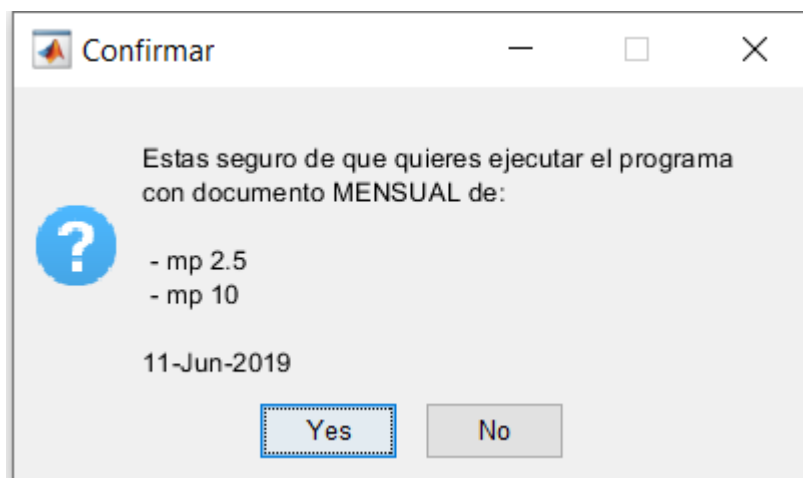 Confirmar
Estas seguro de que quieres ejecutar el programa
con documento MENSUAL de:
- mp 2.5
- mp 10
11-Jun-2019
Yes No